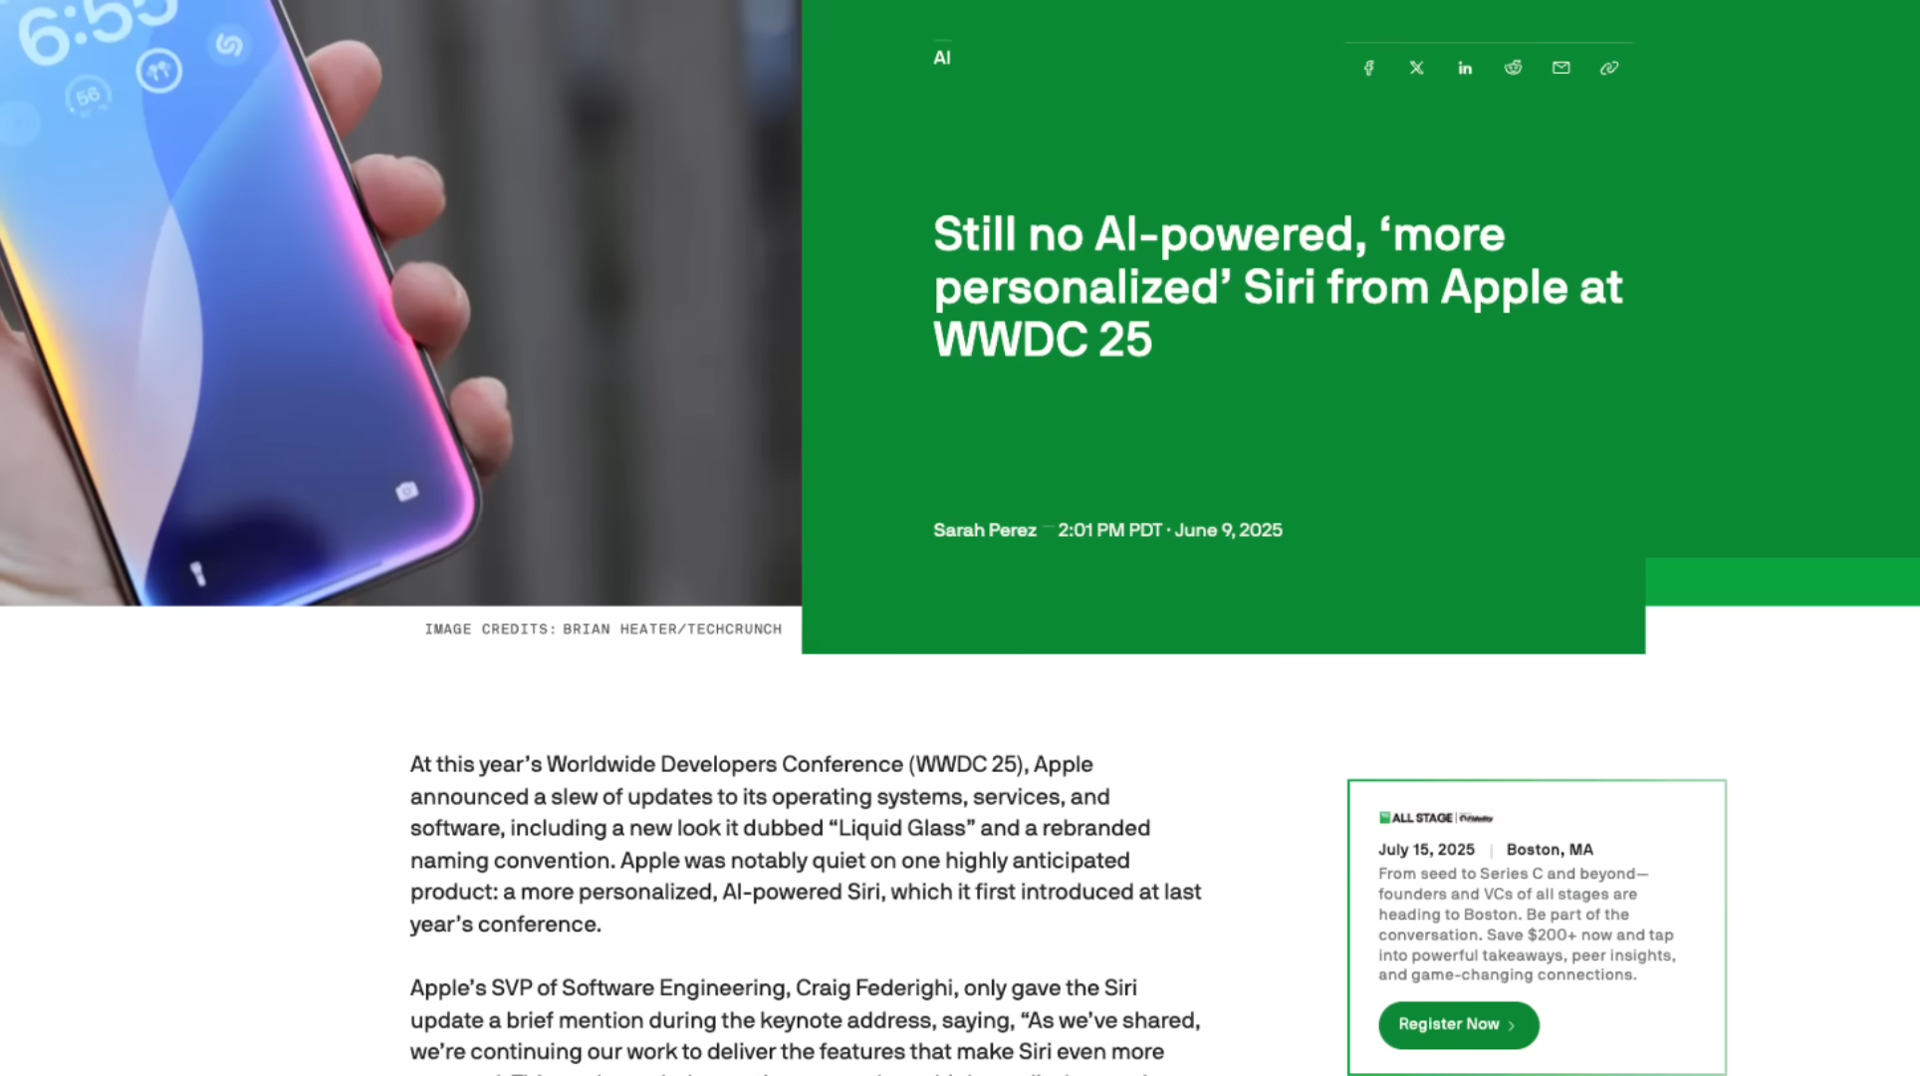 6:55
56
AI
Still no AI-powered, ‘more
personalized’ Siri from Apple at
WWDC 25
Sarah Perez — 2:01 PM PDT · June 9, 2025
IMAGE CREDITS: BRIAN HEATER/TECHCRUNCH
At this year’s Worldwide Developers Conference (WWDC 25), Apple
announced a slew of updates to its operating systems, services, and
software, including a new look it dubbed “Liquid Glass” and a rebranded
naming convention. Apple was notably quiet on one highly anticipated
product: a more personalized, AI-powered Siri, which it first introduced at last
year’s conference.
Apple’s SVP of Software Engineering, Craig Federighi, only gave the Siri
update a brief mention during the keynote address, saying, “As we’ve shared,
we’re continuing our work to deliver the features that make Siri even more
ALL STAGE | Fidelity
July 15, 2025 | Boston, MA
From seed to Series C and beyond—
founders and VCs of all stages are
heading to Boston. Be part of the
conversation. Save $200+ now and tap
into powerful takeaways, peer insights,
and game-changing connections.
Register Now